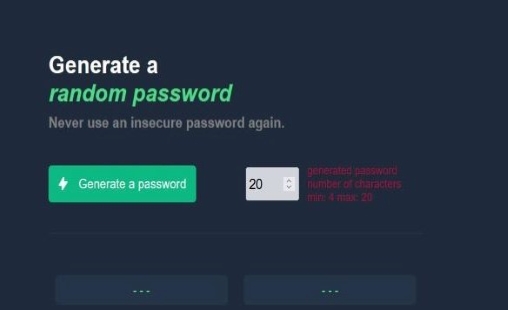 Generate a
random password
Never use an insecure password again.
Generate a password
20
generated password
number of characters
min: 4 max: 20
--- ---